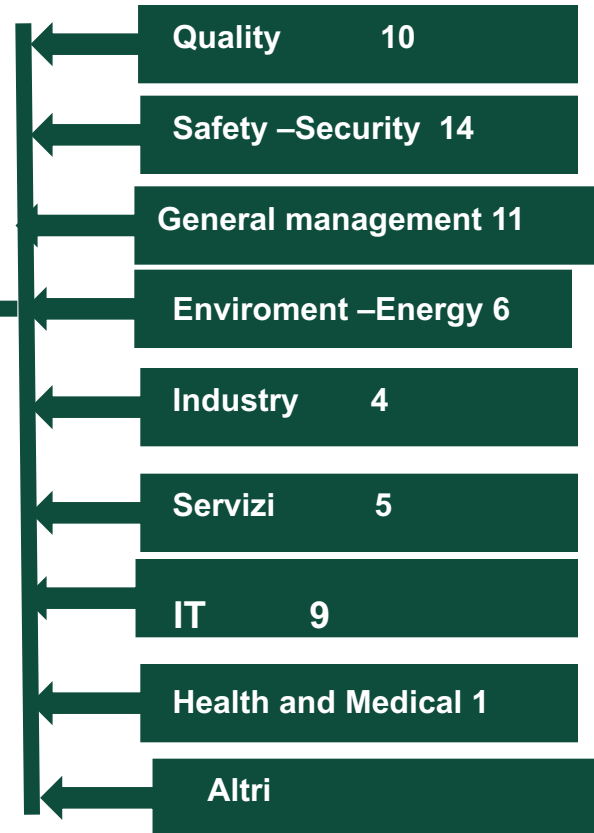 Quality 10
Safety –Security 14
General management 11
Enviroment –Energy 6
Industry 4
Servizi 5
IT 9
Health and Medical 1
Altri